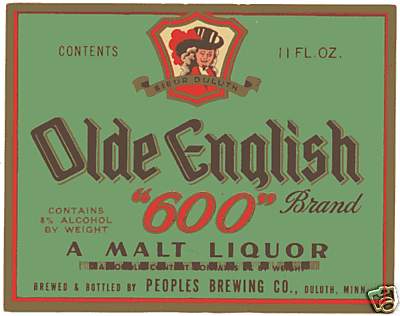 CONTENTS
11 FL. OZ.
SIEUR DULUTH
Olde English
"600" Brand
CONTAINS
8% ALCOHOL
BY WEIGHT
A MALT LIQUOR
BREWED & BOTTLED BY PEOPLES BREWING CO., DULUTH, MINN.